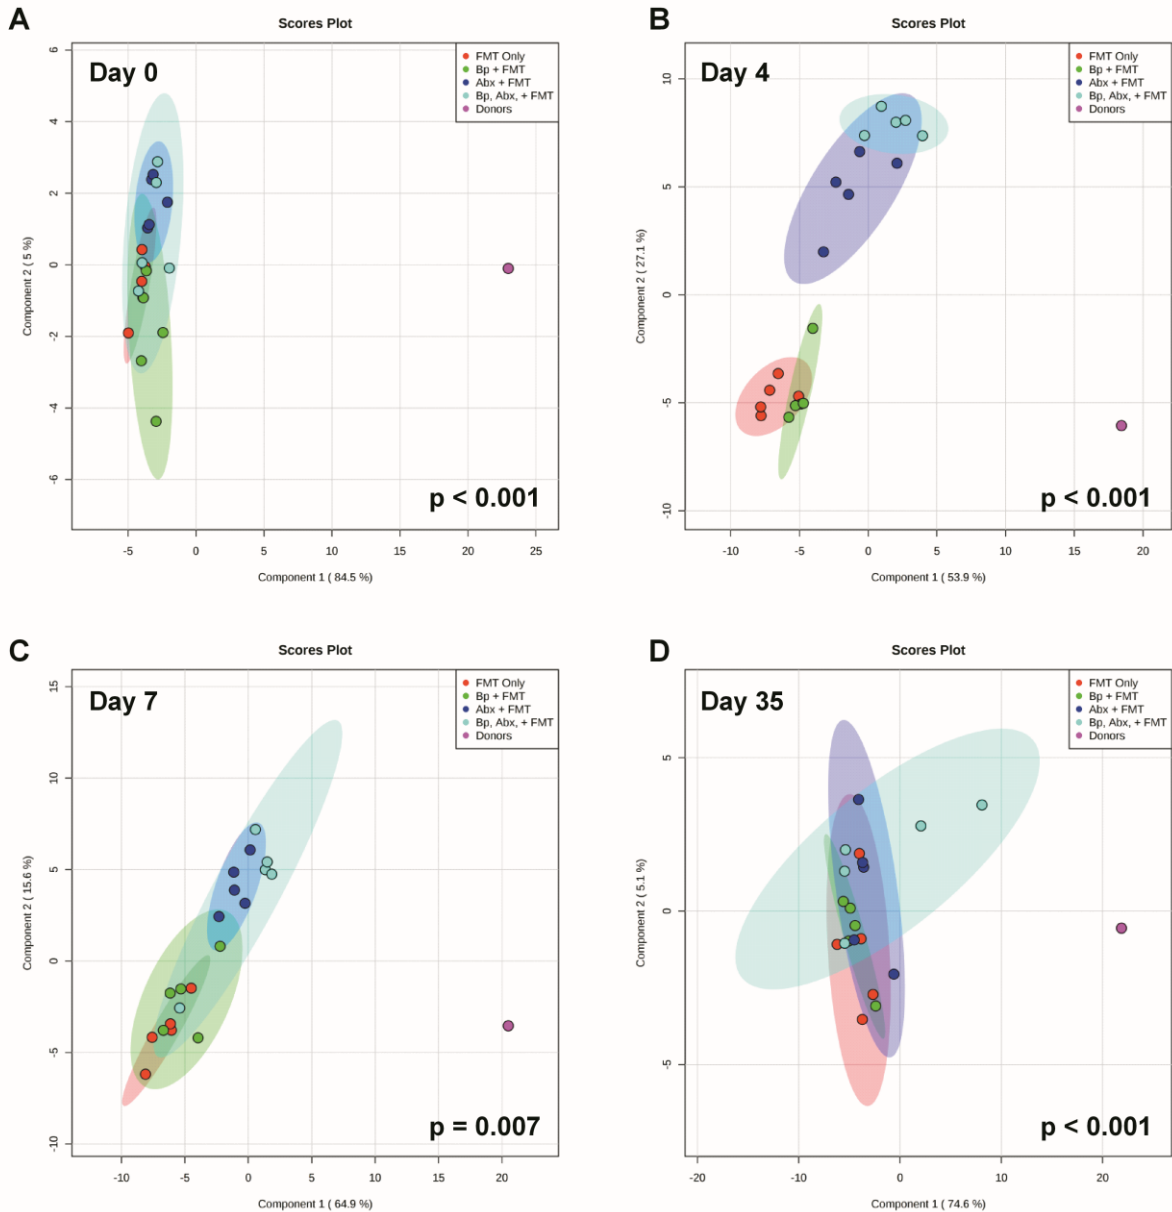 A
Scores Plot
Day 0
FMT Only
Bp + FMT
Abx + FMT
Bp, Abx, + FMT
Donors
6
4
2
0
-2
-4
-6
Component 2 ( 5 %)
p < 0.001
-5 0 5 10 15 20 25
Component 1 ( 84.5 %)
B
Scores Plot
Day 4
FMT Only
Bp + FMT
Abx + FMT
Bp, Abx, + FMT
Donors
10
5
0
-5
-10
Component 2 ( 27.1 %)
p < 0.001
-10 -5 0 5 10 15 20
Component 1 ( 53.9 %)
C
Scores Plot
Day 7
FMT Only
Bp + FMT
Abx + FMT
Bp, Abx, + FMT
Donors
15
10
5
0
-5
-10
Component 2 ( 15.6 %)
p = 0.007
-10 -5 0 5 10 15 20
Component 1 ( 64.9 %)
D
Scores Plot
Day 35
FMT Only
Bp + FMT
Abx + FMT
Bp, Abx, + FMT
Donors
5
0
-5
Component 2 ( 5.1 %)
p < 0.001
-20 -10 0 10 20
Component 1 ( 74.6 %)